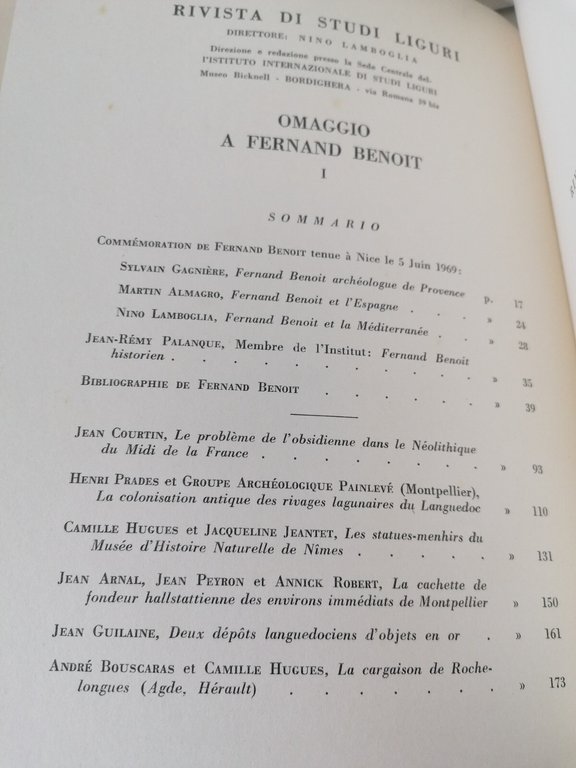 RIVISTA DI STUDI LIGURI
DIRETTORE: NINO LAMBOGLIA
Direzione e redazione presso la Sede Centrale del-
l'ISTITUTO INTERNAZIONALE DI STUDI LIGURI
Museo Bicknell - BORDIGHERA - via Romana 39 bis
OMAGGIO
A FERNAND BENOIT
I
SOMMARIO
COMMÉMORATION DE FERNAND BENOIT tenue à Nice le 5 Juin 1969:
SYLVAIN GAGNIÈRE, Fernand Benoit archéologue de Provence p. 17
MARTIN ALMAGRO, Fernand Benoit et l'Espagne . . . » 24
NINO LAMBOGLIA, Fernand Benoit et la Méditerranée . . » 28
JEAN-RÉMY PALANQUE, Membre de l'Institut: Fernand Benoit
historien . . . . . . . . . . » 35
BIBLIOGRAPHIE DE FERNAND BENOIT . . . . . » 39
JEAN COURTIN, Le problème de l'obsidienne dans le Néolithique
du Midi de la France . . . . . . . » 93
HENRI PRADES et GROUPE ARCHÉOLOGIQUE PAINLEVÉ (Montpellier),
La colonisation antique des rivages lagunaires du Languedoc » 110
CAMILLE HUGUES et JACQUELINE JEANTET, Les statues-menhirs du
Musée d'Histoire Naturelle de Nîmes . . . . . » 131
JEAN ARNAL, JEAN PEYRON et ANNICK ROBERT, La cachette de
fondeur hallstattienne des environs immédiats de Montpellier » 150
JEAN GUILAINE, Deux dépôts languedociens d'objets en or . » 161
ANDRÉ BOUSCARAS et CAMILLE HUGUES, La cargaison de Roche-
longues (Agde, Hérault) . . . . . . » 173